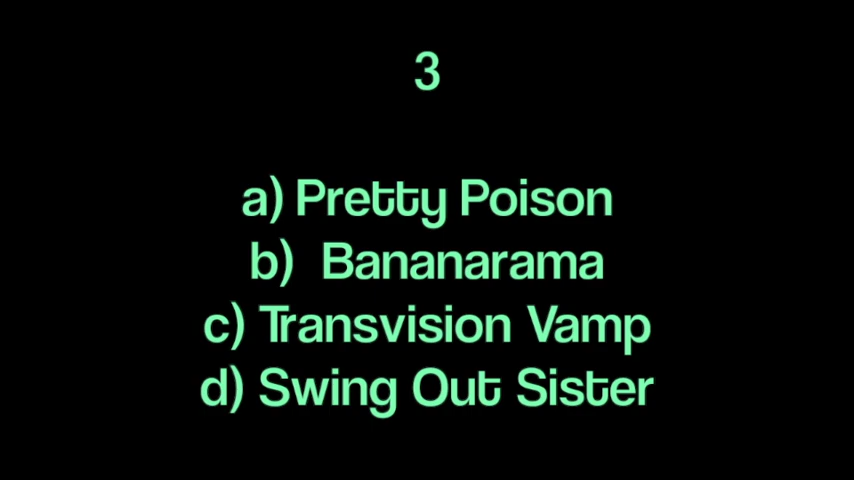 3
a) Pretty Poison
b) Bananarama
c) Transvision Vamp
d) Swing Out Sister